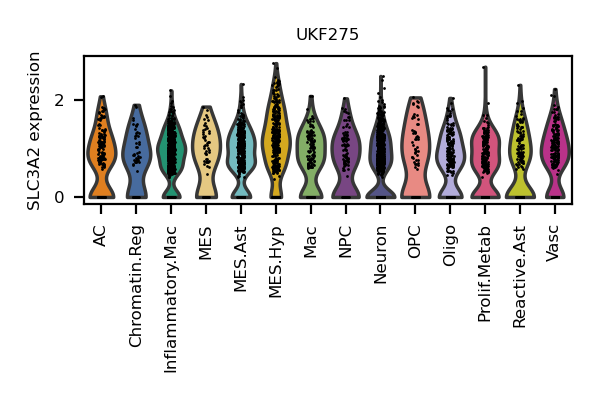 UKF275
SLC3A2 expression
2
0
AC
Chromatin.Reg
Inflammatory.Mac
MES
MES.Ast
MES.Hyp
Mac
NPC
Neuron
OPC
Oligo
Prolif.Metab
Reactive.Ast
Vasc